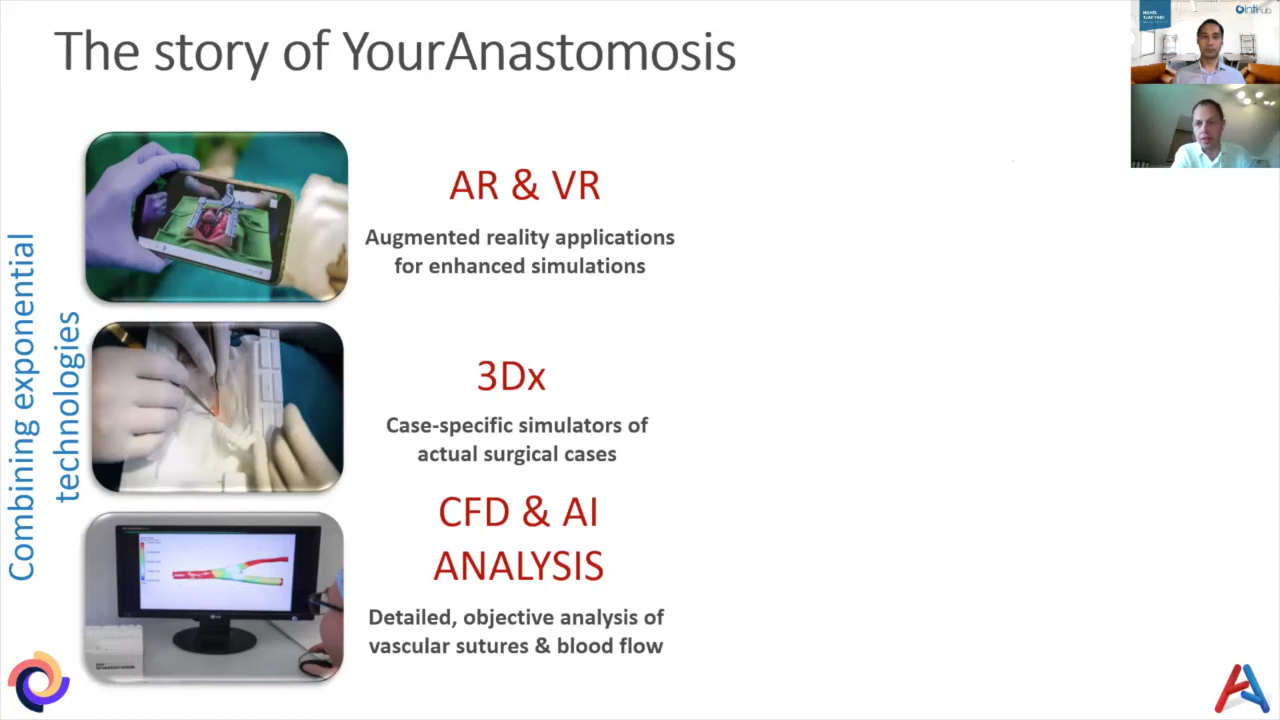 The story of YourAnastomosis
Combining exponential
technologies
AR & VR
Augmented reality applications
for enhanced simulations
3Dx
Case-specific simulators of
actual surgical cases
CFD & AI
ANALYSIS
Detailed, objective analysis of
vascular sutures & blood flow